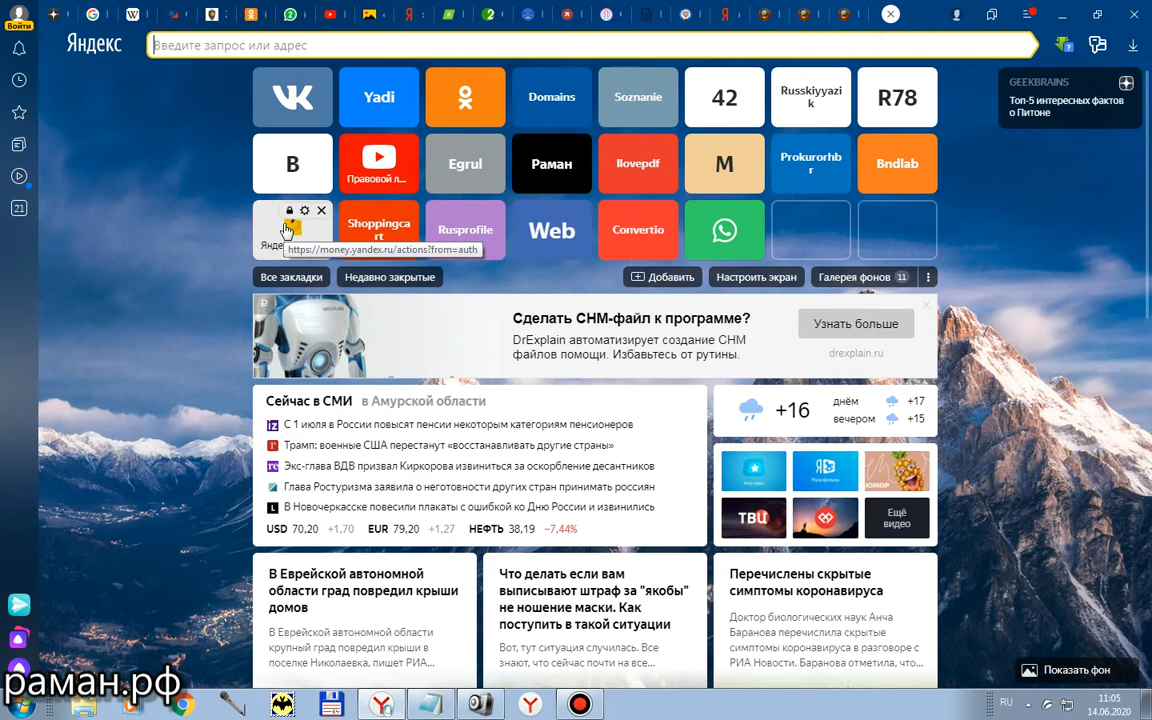 Войти
Яндекс
Введите запрос или адрес
21
Yadi
Domains
Soznanie
42
Russkiyyazi
k
R78
B
Правовой л...
Egrul
Раман
Ilovepdf
M
Prokurorhb
r
Bndlab
Shoppingca
rt
Rusprofile
Web
Convertio
https://money.yandex.ru/actions?from=auth
GEEKBRAINS
Топ-5 интересных фактов
о Питоне
Все закладки
Недавно закрытые
Добавить
Настроить экран
Галерея фонов 11
Сделать CHM-файл к программе?
DrExplain автоматизирует создание CHM
файлов помощи. Избавьтесь от рутины.
Узнать больше
drexplain.ru
Сейчас в СМИ в Амурской области
С 1 июля в России повысят пенсии некоторым категориям пенсионеров
Трамп: военные США перестанут «восстанавливать другие страны»
Экс-глава ВДВ призвал Киркорова извиниться за оскорбление десантников
Глава Ростуризма заявила о неготовности других стран принимать россиян
В Новочеркасске повесили плакаты с ошибкой ко Дню России и извинились
USD 70,20 +1,70 EUR 79,20 +1,27 НЕФТЬ 38,19 −7,44%
+16
днём +17
вечером +15
ТВЦ
Ещё
видео
В Еврейской автономной
области град повредил крыши
домов
В Еврейской автономной области
крупный град повредил крыши в
поселке Николаевка, пишет РИА...
Что делать если вам
выписывают штраф за "якобы"
не ношение маски. Как
поступить в такой ситуации
Вот, тут ситуация случилась. Все
знают, что сейчас почти на все...
Перечислены скрытые
симптомы коронавируса
Доктор биологических наук Анча
Баранова перечислила скрытые
симптомы коронавируса в разговоре с
РИА Новости. Баранова отметила, что...
Показать фон
раман.рф
RU
11:05
14.06.2020